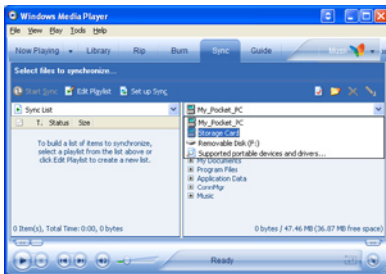 Windows Media Player
File View Play Tools Help
Now Playing Library Rip Burn Sync Guide Music
Select files to synchronize...
Start Sync Edit Playlist Set up Sync
Sync List
T. Status Size
To build a list of items to synchronize,
select a playlist from the list above or
click Edit Playlist to create a new list.
My_Pocket_PC
My_Pocket_PC
Storage Card
Removable Disk (F:)
Supported portable devices and drivers...
My Documents
Program Files
Application Data
ConnMgr
Music
0 Item(s), Total Time: 0:00, 0 bytes
0 bytes / 47.46 MB (36.87 MB free space)
Ready